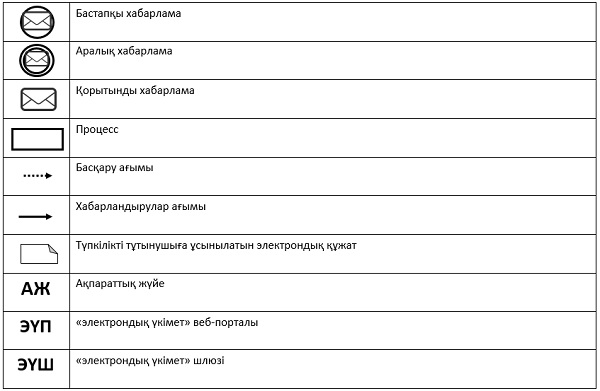 Бастапқы хабарлама
Аралық хабарлама
Қорытынды хабарлама
Процесс
Басқару ағымы
Хабарландырулар ағымы
Түпкілікті тұтынушыға ұсынылатын электрондық құжат
АЖ Ақпараттық жүйе
ЭҮП «электрондық үкімет» веб-порталы
ЭҮШ «электрондық үкімет» шлюзі